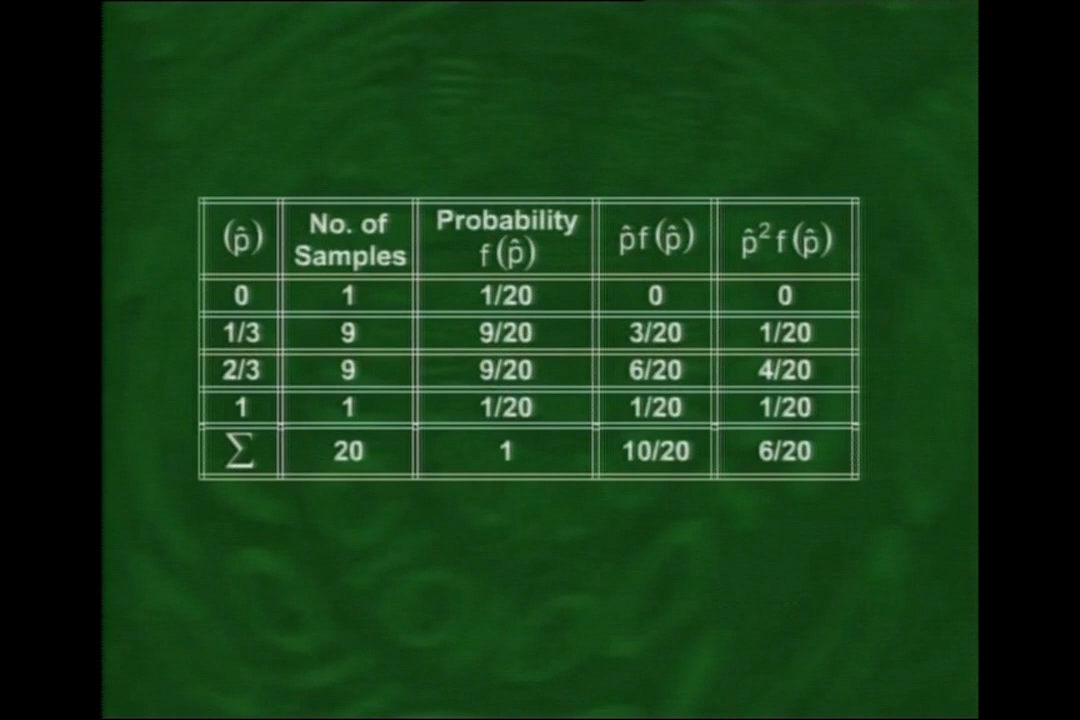 (p̂) No. of Samples Probability f(p̂) p̂f(p̂) p̂²f(p̂)
0 1 1/20 0 0
1/3 9 9/20 3/20 1/20
2/3 9 9/20 6/20 4/20
1 1 1/20 1/20 1/20
∑ 20 1 10/20 6/20